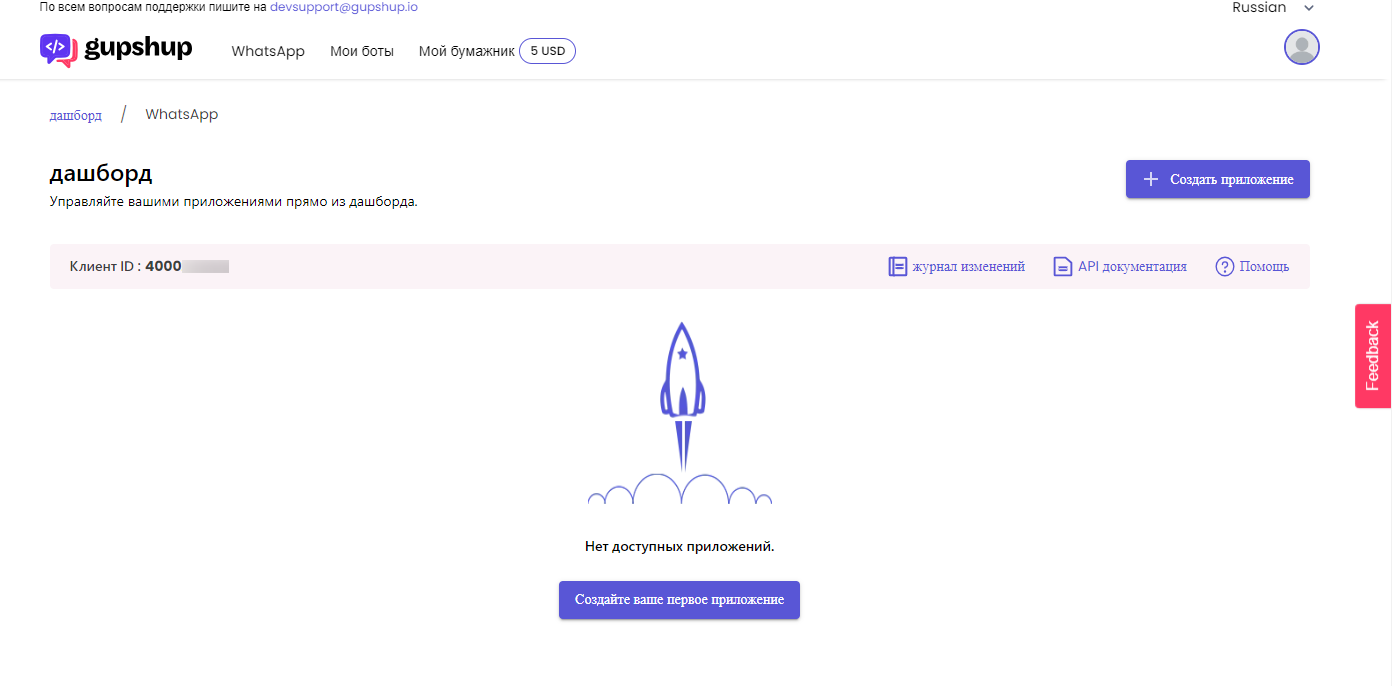 По всем вопросам поддержки пишите на devsupport@gupshup.io
Russian
gupshup
WhatsApp
Мои боты
Мой бумажник 5 USD
дашборд / WhatsApp
дашборд
Создать приложение
Управляйте вашими приложениями прямо из дашборда.
Клиент ID : 4000
журнал изменений
API документация
Помощь
Feedback
Нет доступных приложений.
Создайте ваше первое приложение